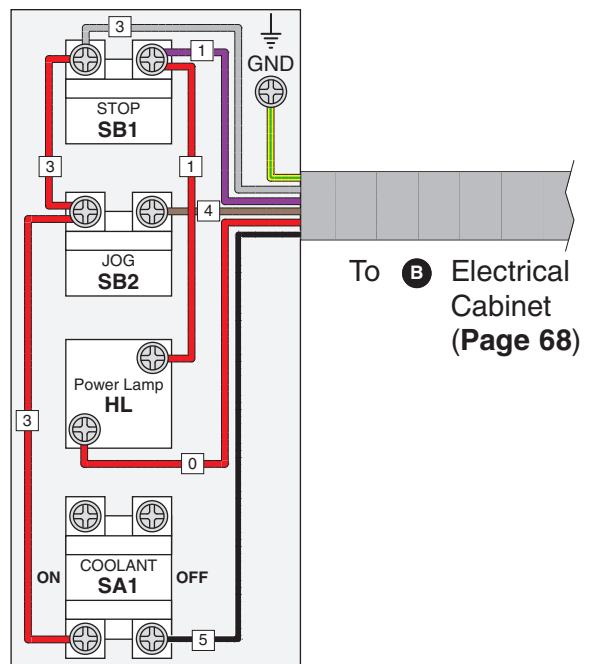 3
1
GND
STOP
SB1
3
1
4
JOG
SB2
To B Electrical
Cabinet
(Page 68)
Power Lamp
HL
3
0
ON
COOLANT
SA1
OFF
5